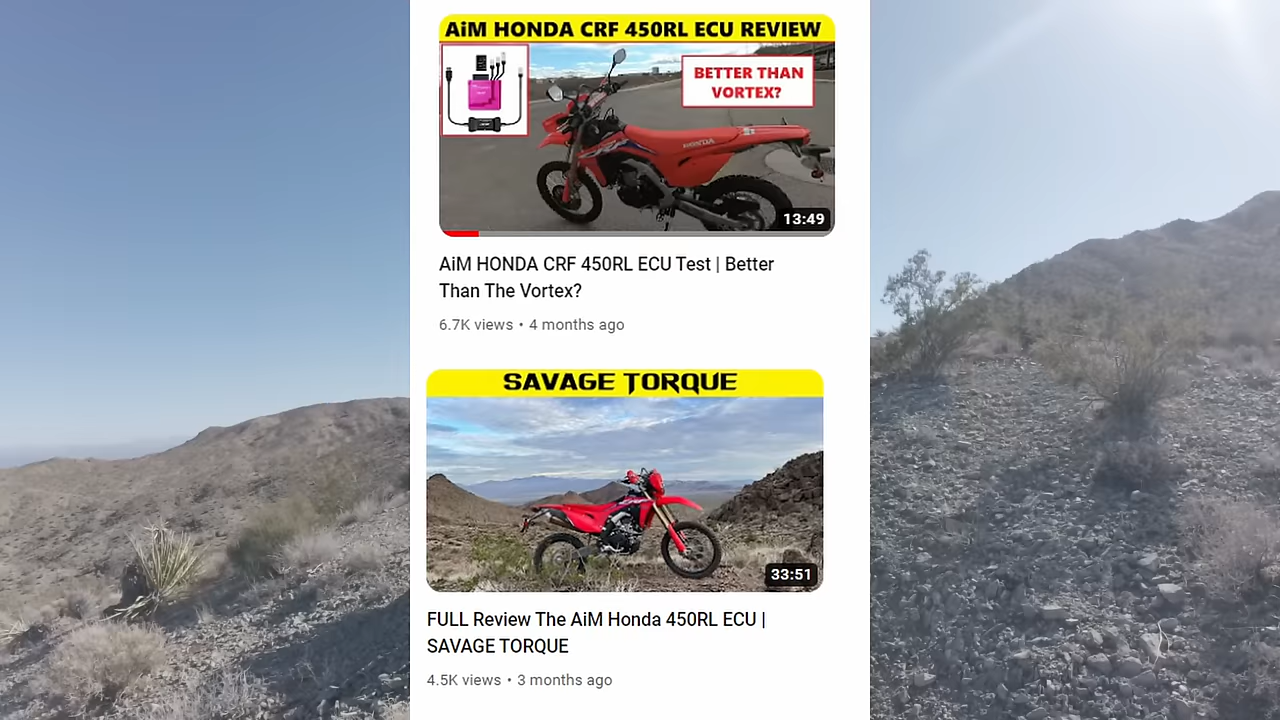 AiM HONDA CRF 450RL ECU REVIEW
BETTER THAN
VORTEX?
HONDA
13:49
AiM HONDA CRF 450RL ECU Test | Better
Than The Vortex?
6.7K views • 4 months ago
SAVAGE TORQUE
33:51
FULL Review The AiM Honda 450RL ECU |
SAVAGE TORQUE
4.5K views • 3 months ago